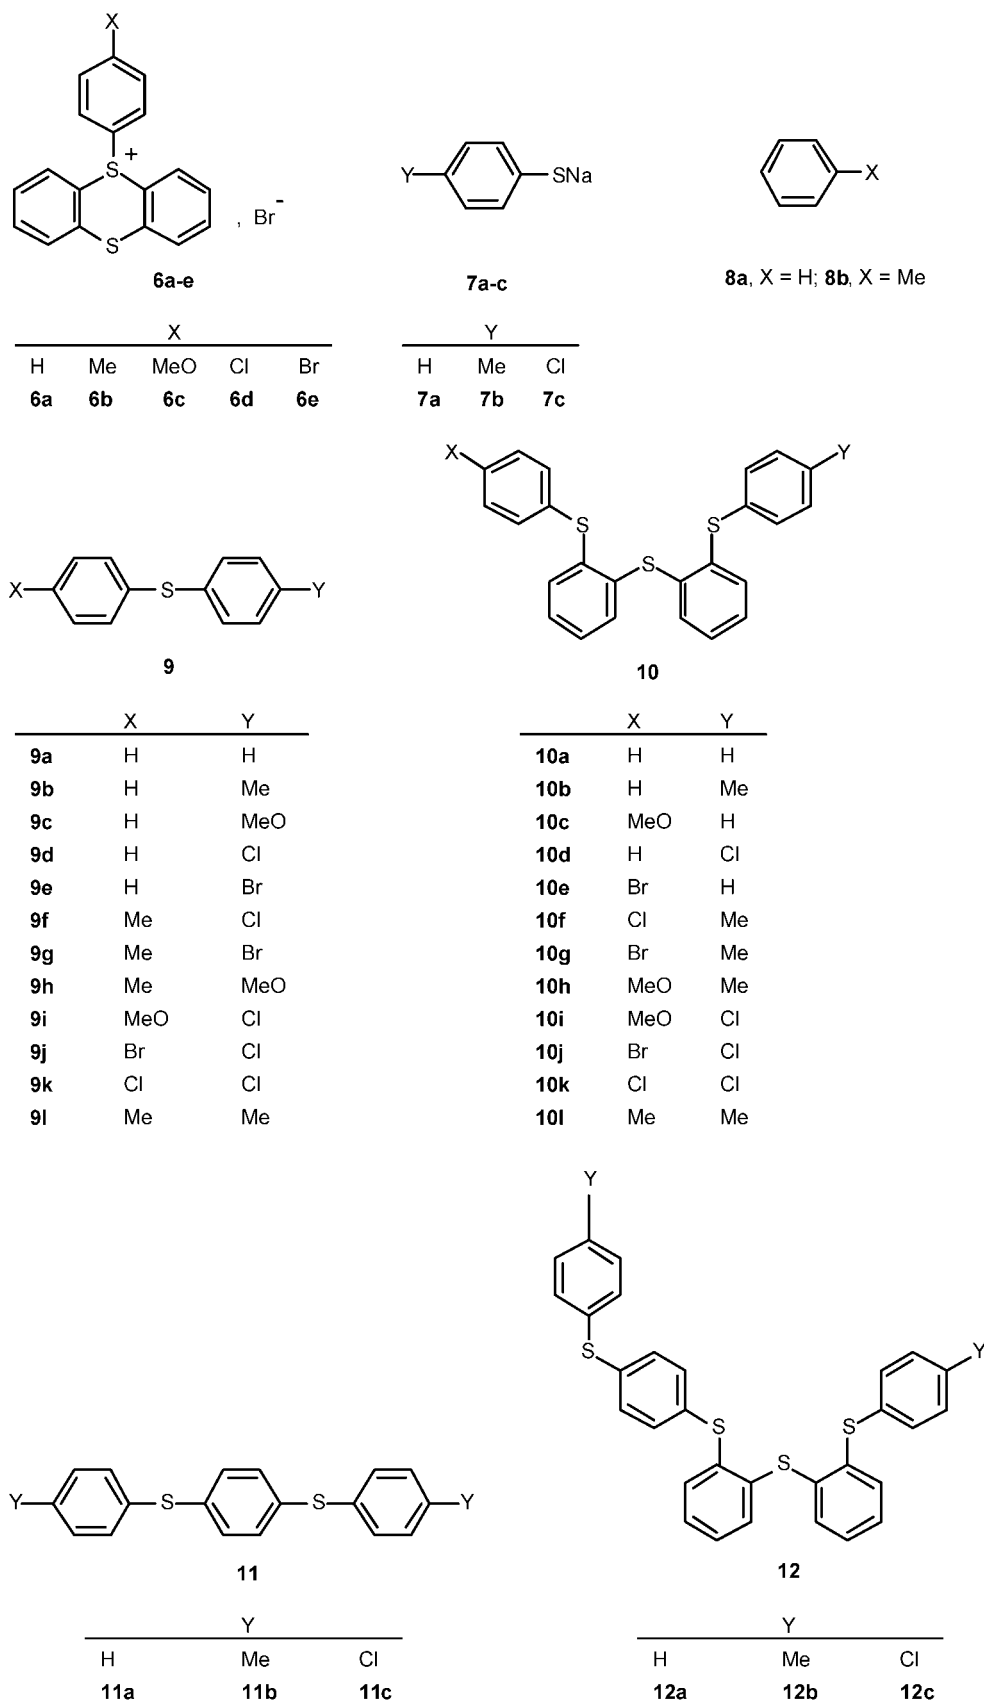 X
S+
S
, Br-
6a-e
Y
SNa
7a-c
X
8a, X = H; 8b, X = Me
X
H Me MeO Cl Br
6a 6b 6c 6d 6e
Y
H Me Cl
7a 7b 7c
X
S
Y
9
X
Y
S
S
S
10
X Y
9a H H
9b H Me
9c H MeO
9d H Cl
9e H Br
9f Me Cl
9g Me Br
9h Me MeO
9i MeO Cl
9j Br Cl
9k Cl Cl
9l Me Me
X Y
10a H H
10b H Me
10c MeO H
10d H Cl
10e Br H
10f Cl Me
10g Br Me
10h MeO Me
10i MeO Cl
10j Br Cl
10k Cl Cl
10l Me Me
Y
S
S
Y
11
Y
H Me Cl
11a 11b 11c
Y
S
Y
S
S
S
12
Y
H Me Cl
12a 12b 12c